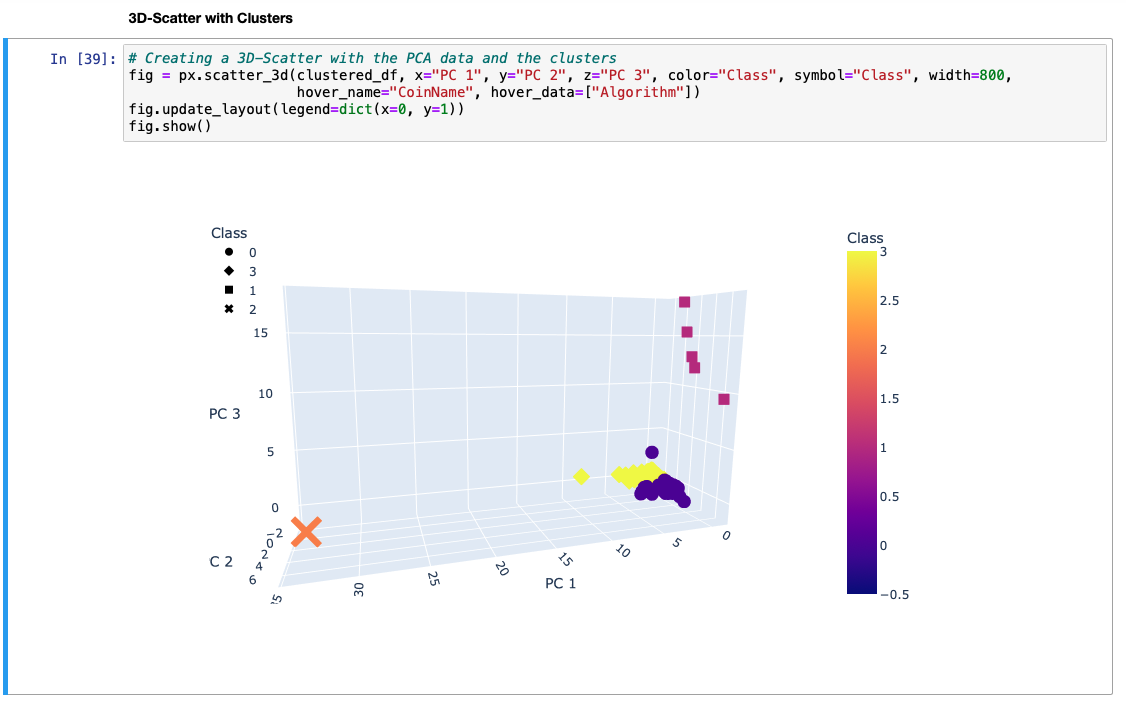 3D-Scatter with Clusters
In [39]:
# Creating a 3D-Scatter with the PCA data and the clusters
fig = px.scatter_3d(clustered_df, x="PC 1", y="PC 2", z="PC 3", color="Class", symbol="Class", width=800,
                    hover_name="CoinName", hover_data=["Algorithm"])
fig.update_layout(legend=dict(x=0, y=1))
fig.show()
Class
0
3
1
2
15
10
PC 3
5
0
−2
0
2
C 2
4
6
30
25
20
15
10
5
0
PC 1
Class
3
2.5
2
1.5
1
0.5
0
−0.5